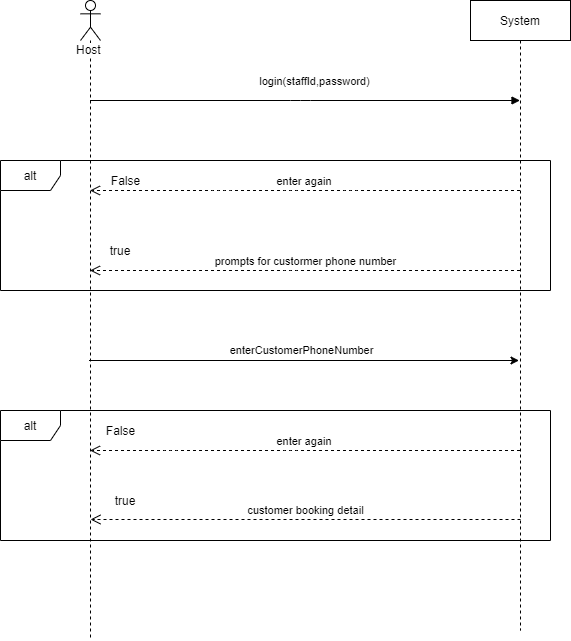 System
Host
login(staffId,password)
alt
False
enter again
true
prompts for custormer phone number
enterCustomerPhoneNumber
alt
False
enter again
true
customer booking detail